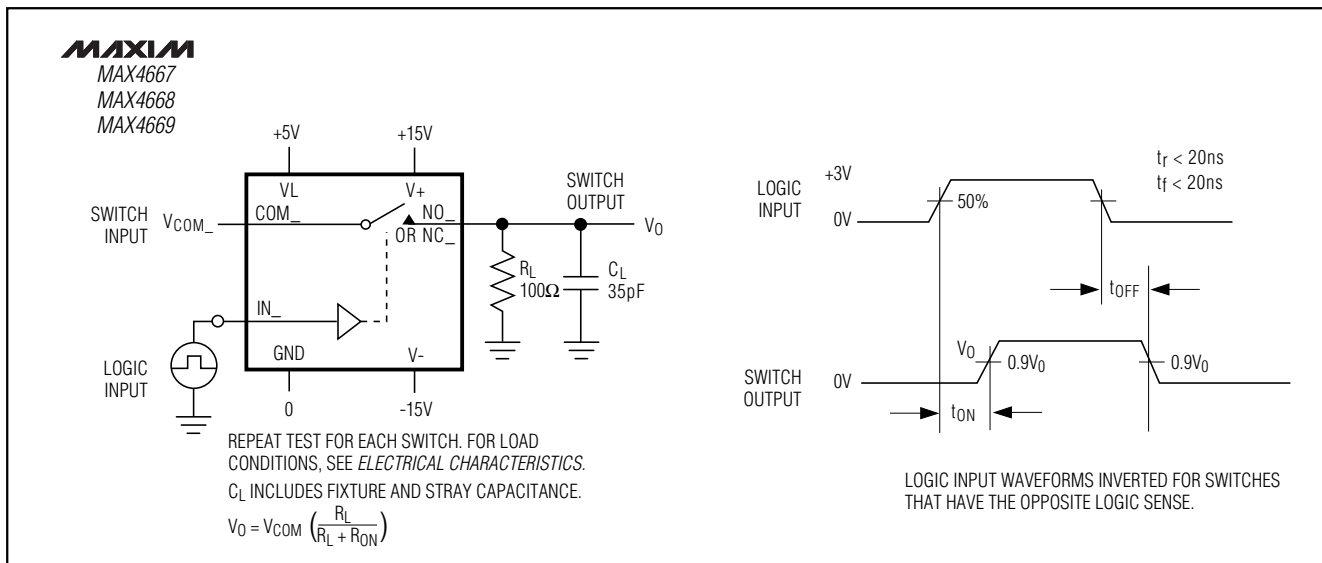 MAXIM
MAX4667
MAX4668
MAX4669
+5V
+15V
VL
V+
SWITCH
INPUT
VCOM_
COM_
NO_
OR NC_
SWITCH
OUTPUT
VO
RL
100Ω
CL
35pF
IN_
LOGIC
INPUT
GND
V-
0
-15V
REPEAT TEST FOR EACH SWITCH. FOR LOAD
CONDITIONS, SEE ELECTRICAL CHARACTERISTICS.
CL INCLUDES FIXTURE AND STRAY CAPACITANCE.
VO = VCOM (RL / RL + RON)
LOGIC
INPUT
+3V
0V
50%
tr < 20ns
tf < 20ns
tOFF
SWITCH
OUTPUT
VO
0V
0.9V0
0.9V0
tON
LOGIC INPUT WAVEFORMS INVERTED FOR SWITCHES
THAT HAVE THE OPPOSITE LOGIC SENSE.